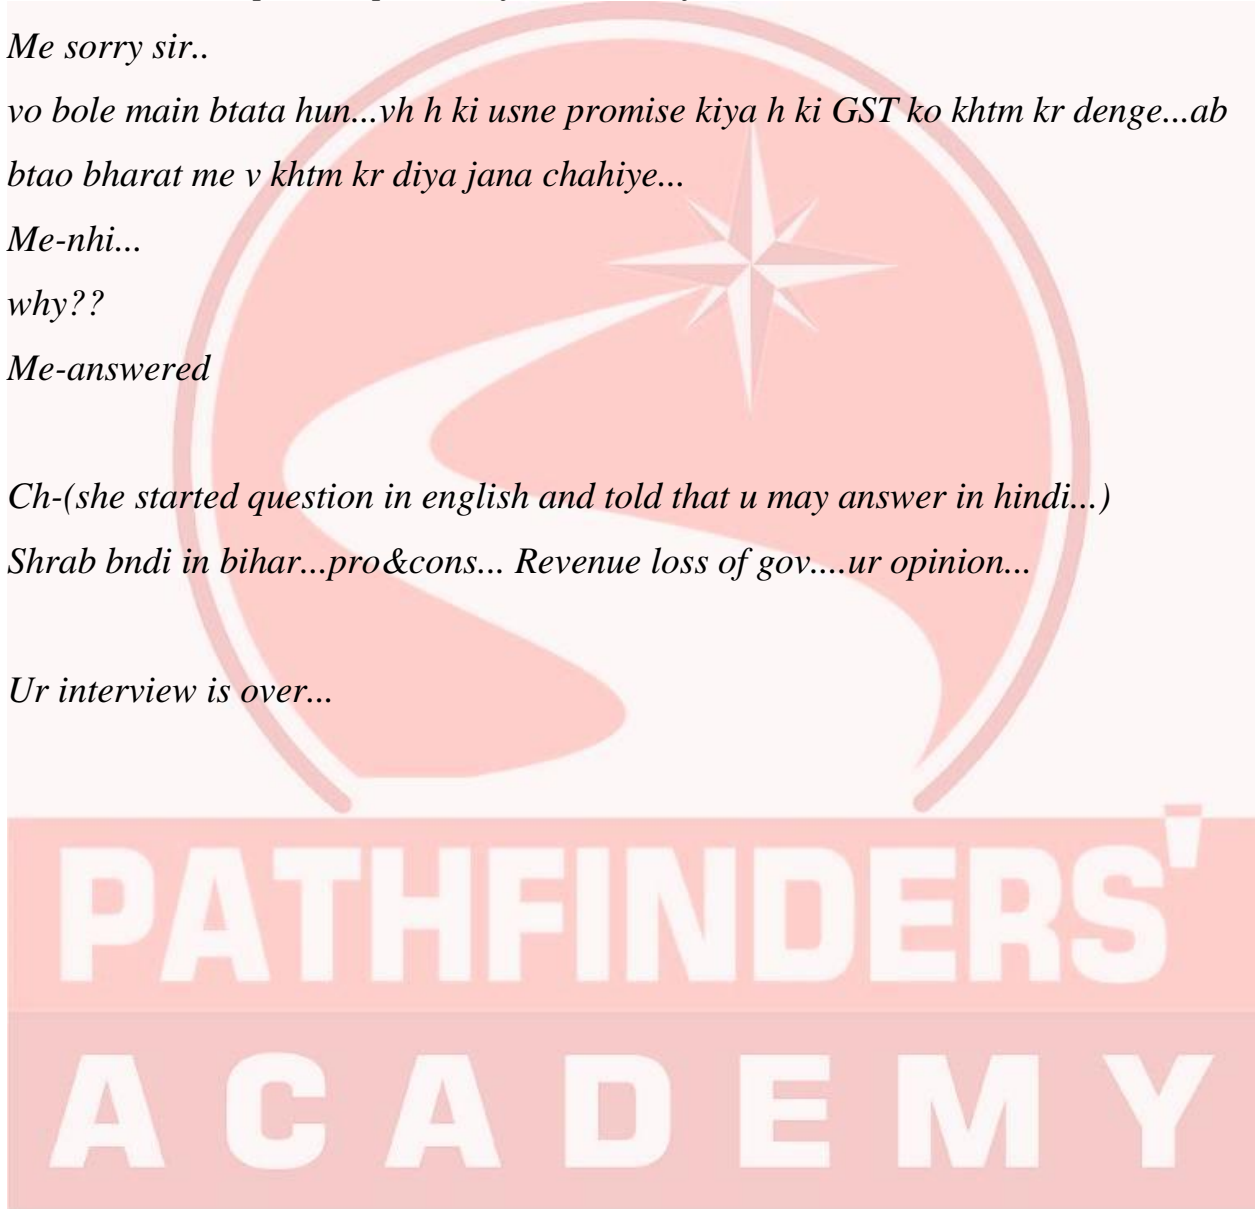 Me sorry sir..
vo bole main btata hun...vh h ki usne promise kiya h ki GST ko khtm kr denge...ab
btao bharat me v khtm kr diya jana chahiye...
Me-nhi...
why??
Me-answered
Ch-(she started question in english and told that u may answer in hindi...)
Shrab bndi in bihar...pro&cons... Revenue loss of gov....ur opinion...
Ur interview is over...
PATHFINDERS'
ACADEMY